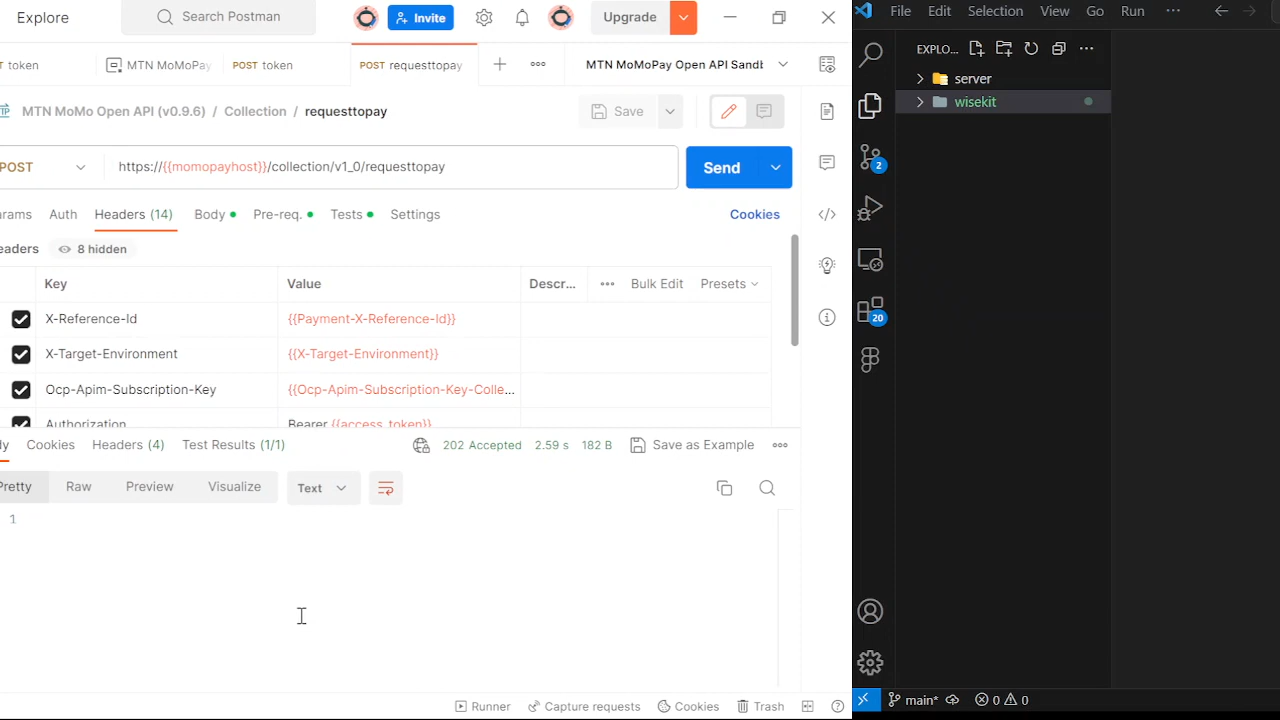 Explore
Search Postman
Invite
Upgrade
token
MTN MoMoPay
POST token
POST requesttopay
MTN MoMoPay Open API Sandb
MTN MoMo Open API (v0.9.6) / Collection / requesttopay
Save
POST
https://{{momopayhost}}/collection/v1_0/requesttopay
Send
arams
Auth
Headers (14)
Body
Pre-req.
Tests
Settings
Cookies
eaders
8 hidden
Key
Value
Descr...
Bulk Edit
Presets
X-Reference-Id
{{Payment-X-Reference-Id}}
X-Target-Environment
{{X-Target-Environment}}
Ocp-Apim-Subscription-Key
{{Ocp-Apim-Subscription-Key-Colle...
Authorization
Bearer {{access_token}}
dy
Cookies
Headers (4)
Test Results (1/1)
202 Accepted
2.59 s
182 B
Save as Example
Pretty
Raw
Preview
Visualize
Text
1
Runner
Capture requests
Cookies
Trash
File
Edit
Selection
View
Go
Run
EXPLO...
server
wisekit
2
20
main*
0
0